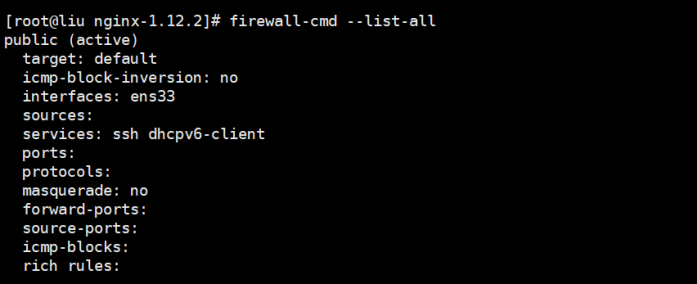 [root@liu nginx-1.12.2]# firewall-cmd --list-all
public (active)
  target: default
  icmp-block-inversion: no
  interfaces: ens33
  sources:
  services: ssh dhcpv6-client
  ports:
  protocols:
  masquerade: no
  forward-ports:
  source-ports:
  icmp-blocks:
  rich rules: